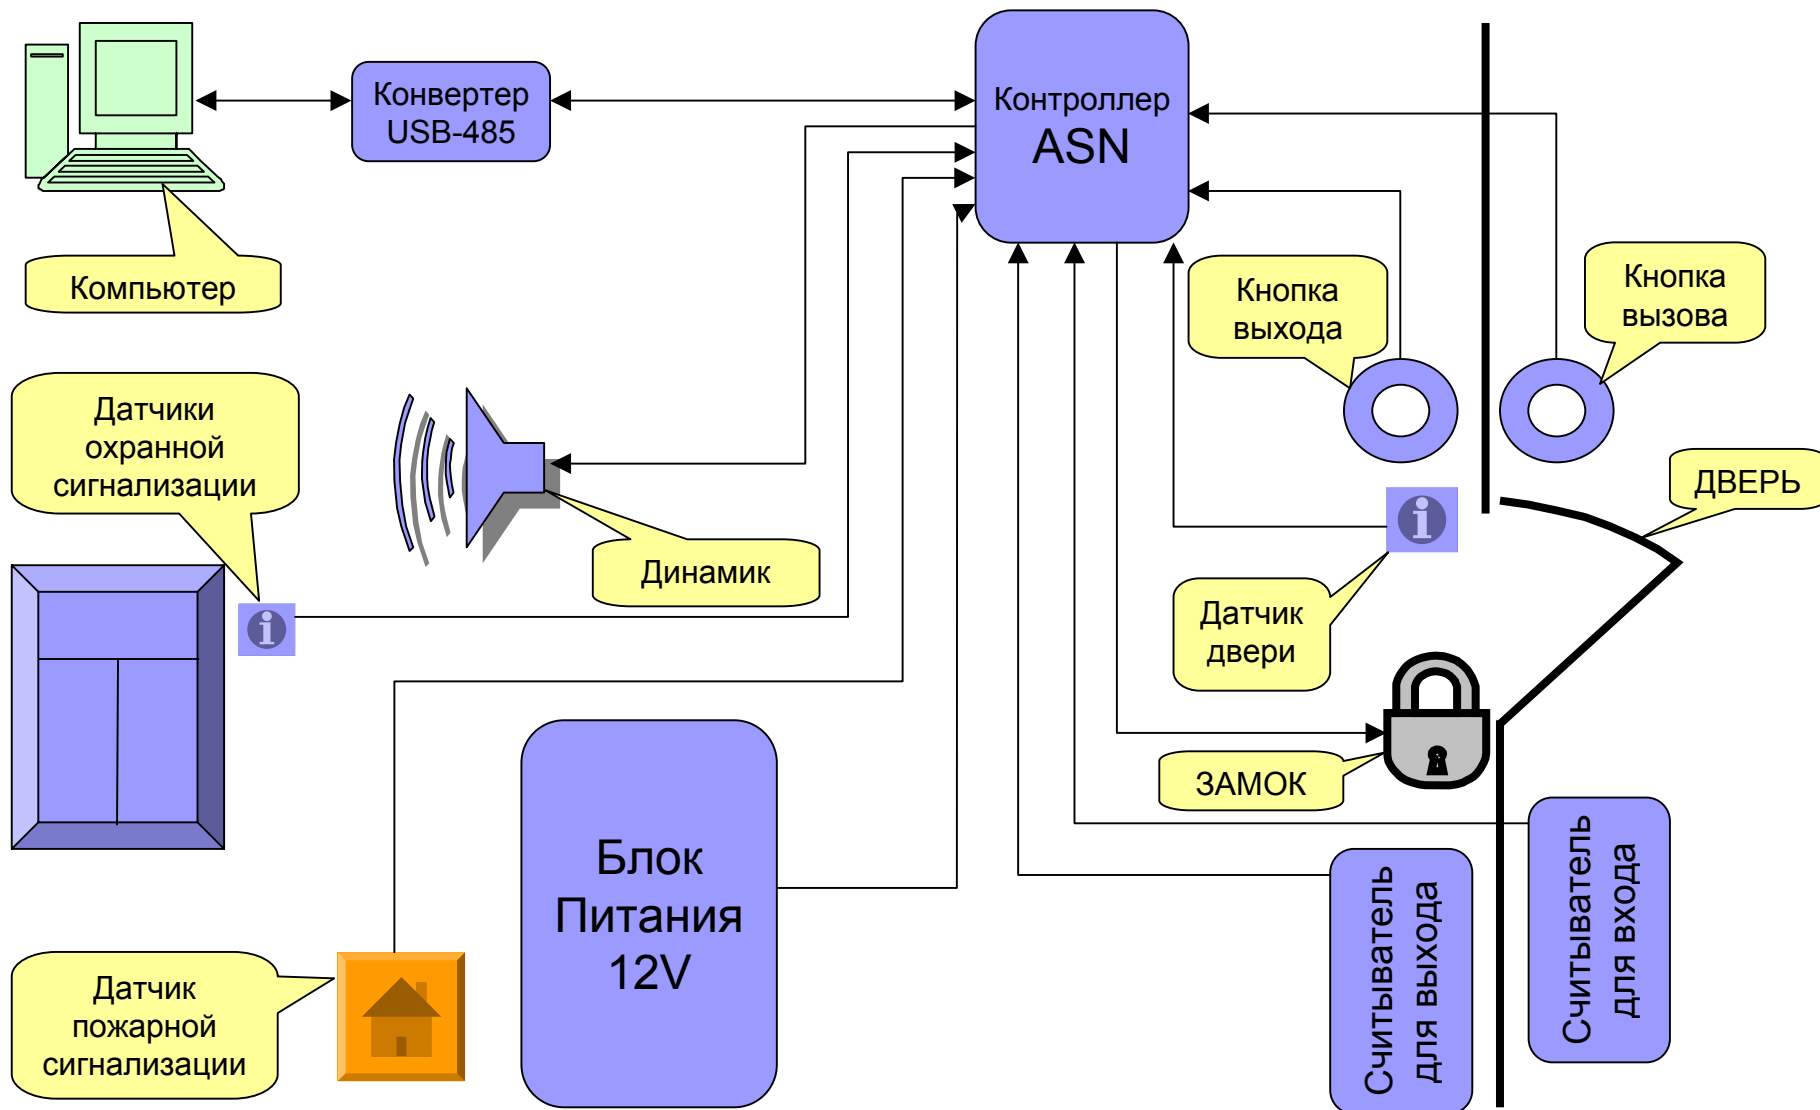 Конвертер
USB-485
Контроллер
ASN
Компьютер
Кнопка
выхода
Кнопка
вызова
Датчики
охранной
сигнализации
ДВЕРЬ
Динамик
Датчик
двери
ЗАМОК
Блок
Питания
12V
Считыватель
для выхода
Считыватель
для входа
Датчик
пожарной
сигнализации